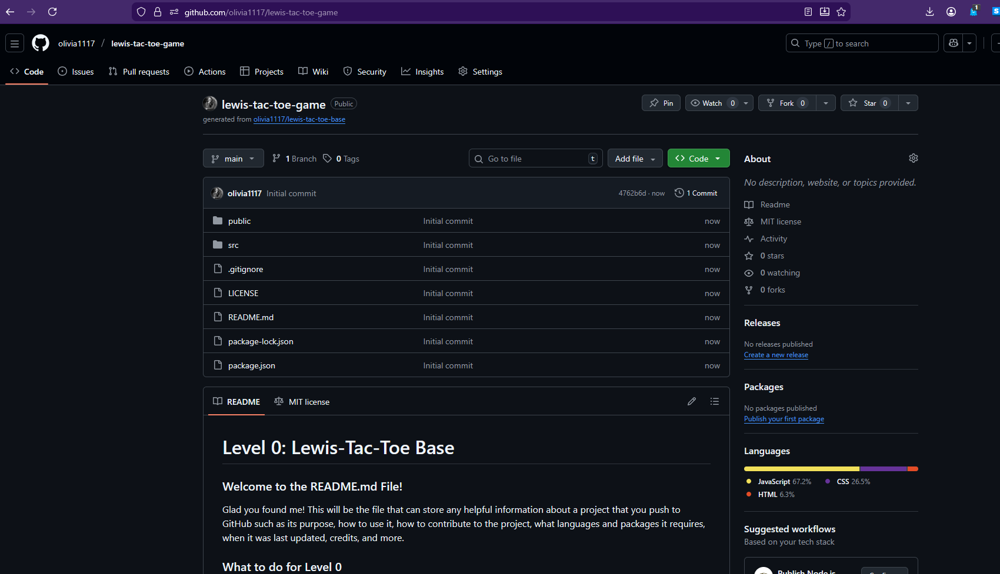 github.com/olivia1117/lewis-tac-toe-game
1
S
olivia1117 / lewis-tac-toe-game
Type / to search
Code Issues Pull requests Actions Projects Wiki Security Insights Settings
lewis-tac-toe-game Public
Pin Watch 0 Fork 0 Star 0
generated from olivia1117/lewis-tac-toe-base
main 1 Branch 0 Tags Go to file t Add file Code
olivia1117 Initial commit 4762b6d · now 1 Commit
public Initial commit now
src Initial commit now
.gitignore Initial commit now
LICENSE Initial commit now
README.md Initial commit now
package-lock.json Initial commit now
package.json Initial commit now
README MIT license
Level 0: Lewis-Tac-Toe Base
Welcome to the README.md File!
Glad you found me! This will be the file that can store any helpful information about a project that you push to
GitHub such as its purpose, how to use it, how to contribute to the project, what languages and packages it requires,
when it was last updated, credits, and more.
What to do for Level 0
About
No description, website, or topics provided.
Readme
MIT license
Activity
0 stars
0 watching
0 forks
Releases
No releases published
Create a new release
Packages
No packages published
Publish your first package
Languages
JavaScript 67.2% CSS 26.5%
HTML 6.3%
Suggested workflows
Based on your tech stack
Publish Node.js